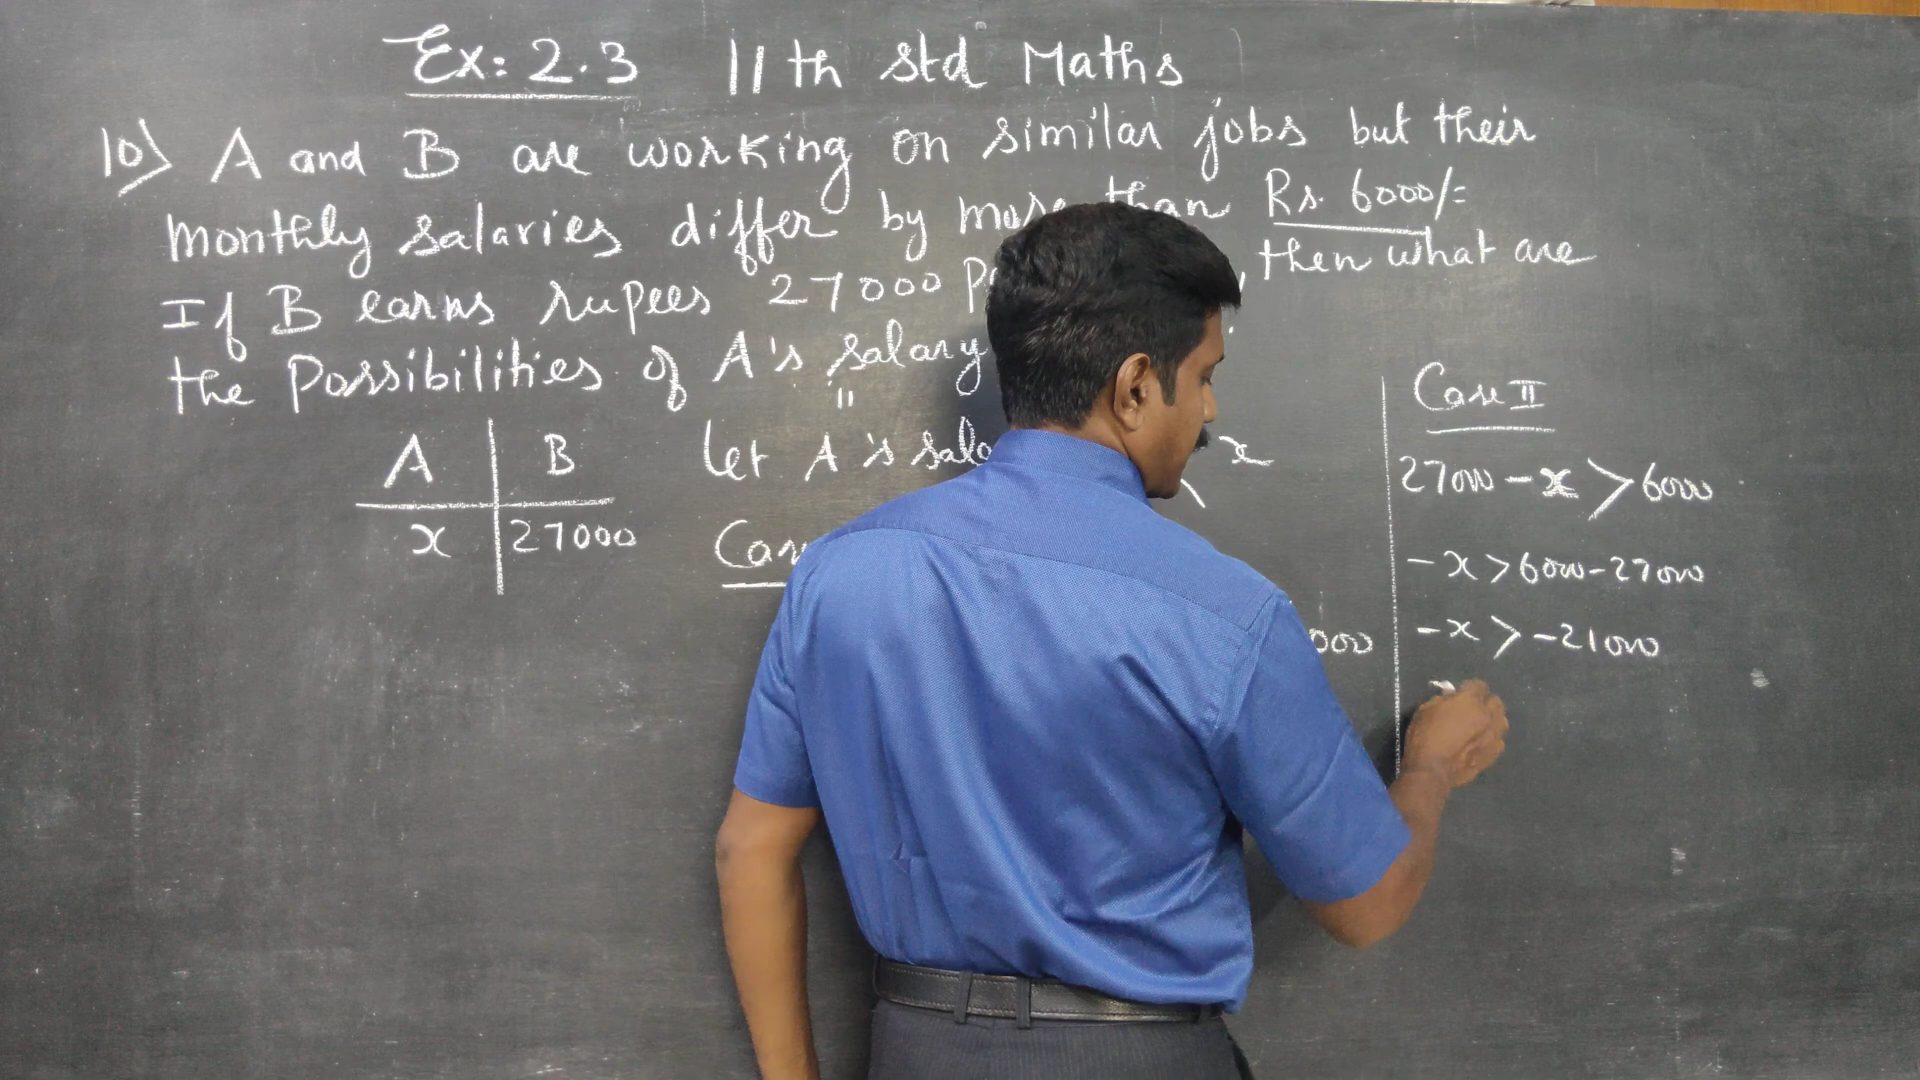 Ex: 2.3 11th std Maths
10) A and B are working on similar jobs but their
monthly salaries differ by more than Rs. 6000/=
If B earns rupees 27000 , then what are
the Possibilities of A's salary
A B
x 27000
Let A's x
000
Case II
27000 - x > 6000
-x > 6000 - 27000
-x > -21000